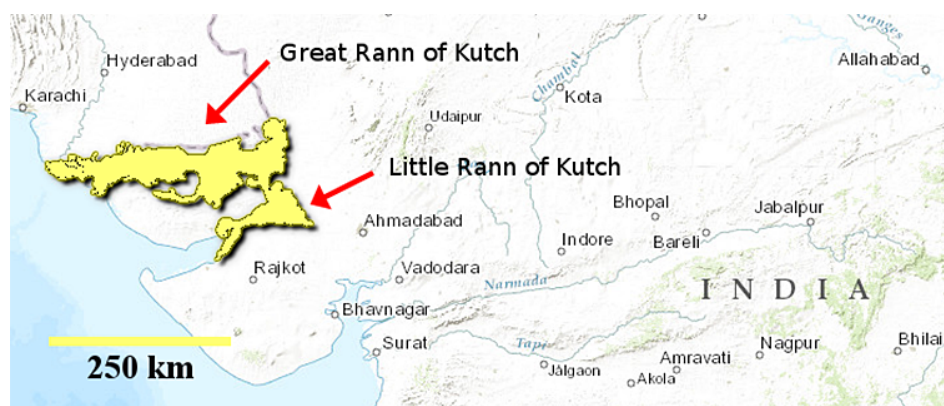 Great Rann of Kutch
Hyderabad
Karachi
Chambal
Ganges
Allahabad
Kota
Udaipur
Little Rann of Kutch
Ahmadabad
Bhopal
Jabalpur
Indore
Bareli
Rajkot
Vadodara
Narmada
INDIA
Bhavnagar
Surat
Tapi
Jalgaon
Akola
Amravati
Nagpur
Bhilai
250 km